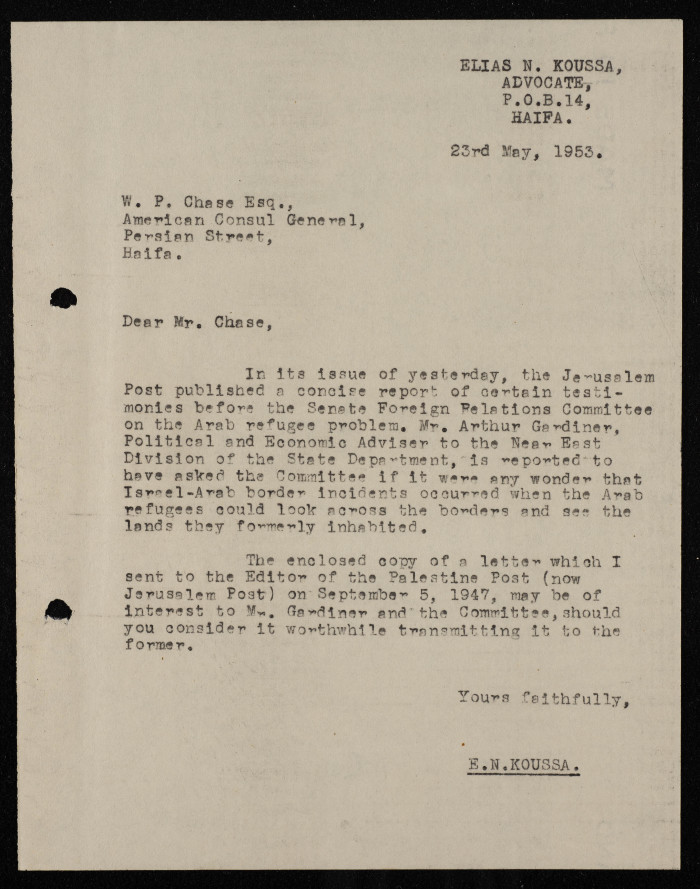 ELIAS N. KOUSSA,
ADVOCATE,
P.O.B.14,
HAIFA.
23rd May, 1953.
W. P. Chase Esq.,
American Consul General,
Persian Street,
Haifa.
Dear Mr. Chase,
In its issue of yesterday, the Jerusalem
Post published a concise report of certain testi-
monies before the Senate Foreign Relations Committee
on the Arab refugee problem. Mr. Arthur Gardiner,
Political and Economic Adviser to the Near East
Division of the State Department, is reported to
have asked the Committee if it were any wonder that
Israel-Arab border incidents occurred when the Arab
refugees could look across the borders and see the
lands they formerly inhabited.
The enclosed copy of a letter which I
sent to the Editor of the Palestine Post (now
Jerusalem Post) on September 5, 1947, may be of
interest to Mr. Gardiner and the Committee,should
you consider it worthwhile transmitting it to the
former.
Yours faithfully,
E.N.KOUSSA.